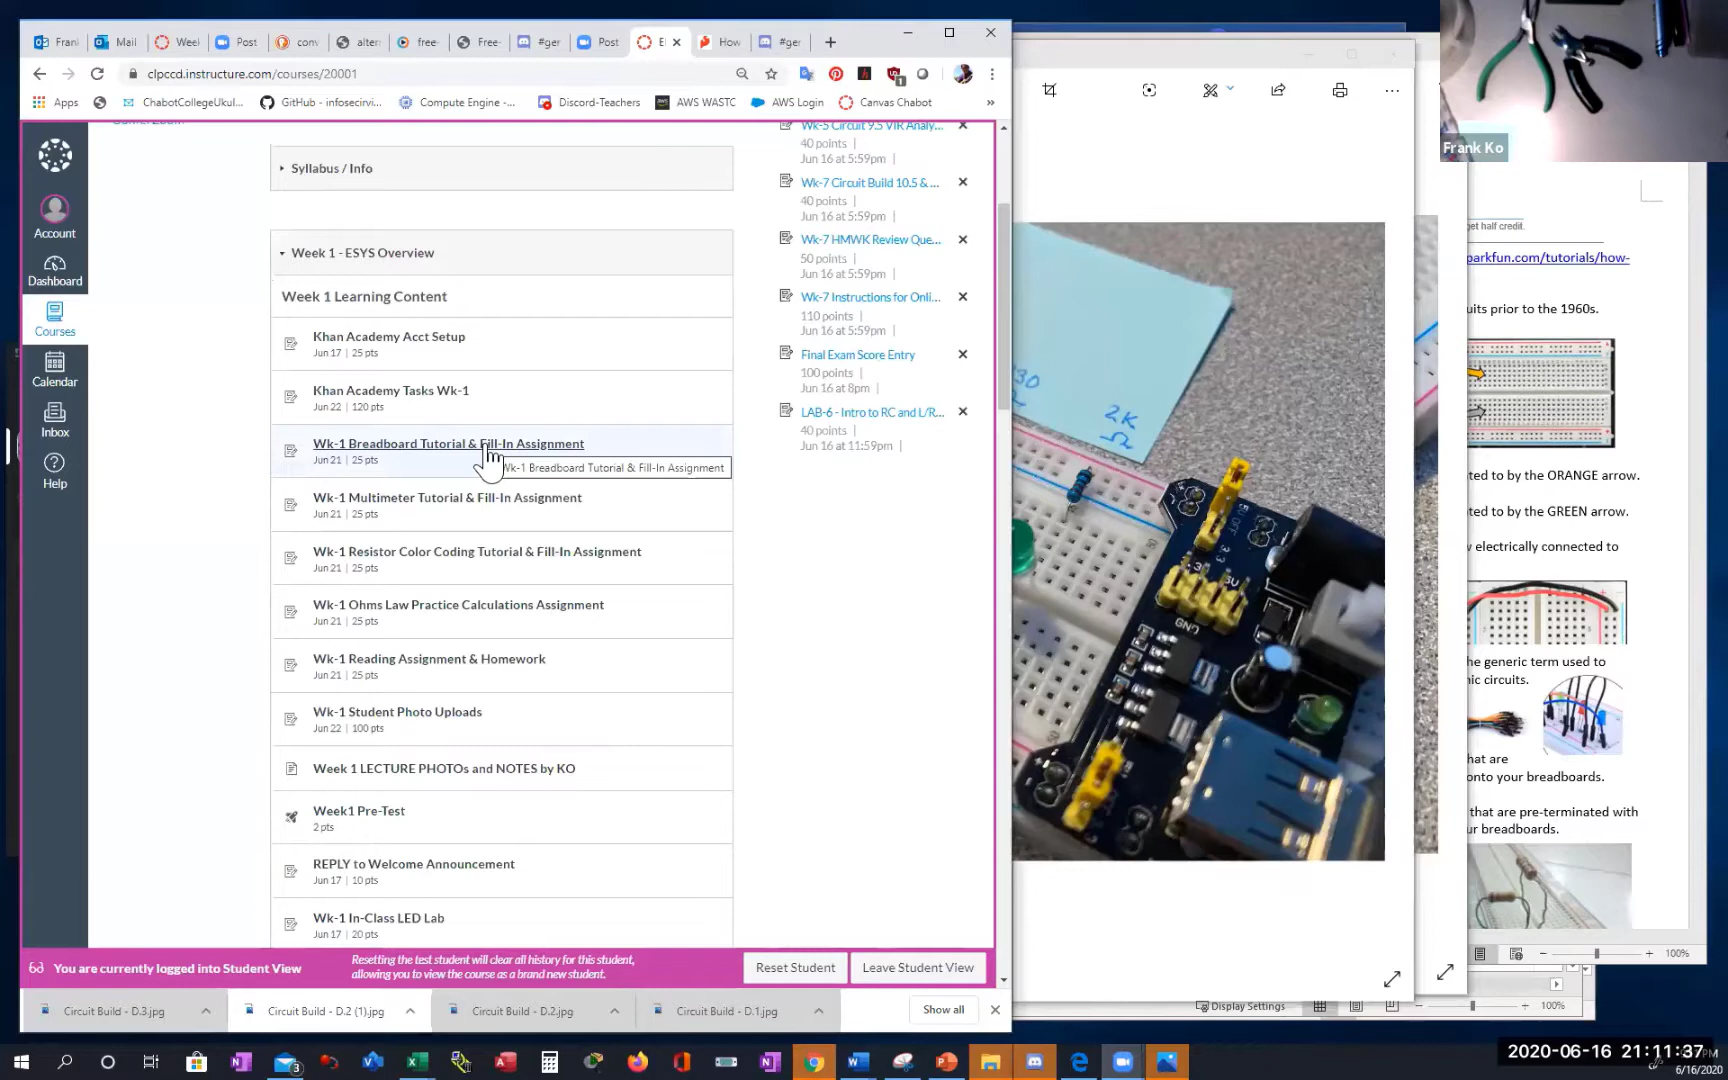 Fran
Mail
Weel
Post
conv
alter
free-
Free-
#ger
Post
El
How
#ger
clpccd.instructure.com/courses/20001
Apps
ChabotCollegeUkul...
GitHub - infosecirvi...
Compute Engine -...
Discord-Teachers
AWS WASTC
AWS Login
Canvas Chabot
»
Account
Dashboard
Courses
Calendar
Inbox
Help
Syllabus / Info
Week 1 - ESYS Overview
Week 1 Learning Content
Khan Academy Acct Setup
Jun 17 | 25 pts
Khan Academy Tasks Wk-1
Jun 22 | 120 pts
Wk-1 Breadboard Tutorial & Fill-In Assignment
Jun 21 | 25 pts
Wk-1 Breadboard Tutorial & Fill-In Assignment
Wk-1 Multimeter Tutorial & Fill-In Assignment
Jun 21 | 25 pts
Wk-1 Resistor Color Coding Tutorial & Fill-In Assignment
Jun 21 | 25 pts
Wk-1 Ohms Law Practice Calculations Assignment
Jun 21 | 25 pts
Wk-1 Reading Assignment & Homework
Jun 21 | 25 pts
Wk-1 Student Photo Uploads
Jun 22 | 100 pts
Week 1 LECTURE PHOTOs and NOTES by KO
Week1 Pre-Test
2 pts
REPLY to Welcome Announcement
Jun 17 | 10 pts
Wk-1 In-Class LED Lab
Jun 17 | 20 pts
Wk-5 Circuit 9.5 VIR Analy...
40 points |
Jun 16 at 5:59pm |
Wk-7 Circuit Build 10.5 & ...
40 points |
Jun 16 at 5:59pm |
Wk-7 HMWK Review Que...
50 points |
Jun 16 at 5:59pm |
Wk-7 Instructions for Onli...
110 points |
Jun 16 at 5:59pm |
Final Exam Score Entry
100 points |
Jun 16 at 8pm |
LAB-6 - Intro to RC and L/R...
40 points |
Jun 16 at 11:59pm |
You are currently logged into Student View
Resetting the test student will clear all history for this student,
allowing you to view the course as a brand new student.
Reset Student
Leave Student View
Circuit Build - D.3.jpg
Circuit Build - D.2 (1).jpg
Circuit Build - D.2.jpg
Circuit Build - D.1.jpg
Show all
Frank Ko
2K
Ω
5V OFF 3.3
5V
GND
get half credit.
parkfun.com/tutorials/how-
uits prior to the 1960s.
ted to by the ORANGE arrow.
ted to by the GREEN arrow.
electrically connected to
he generic term used to
nic circuits.
hat are
onto your breadboards.
that are pre-terminated with
ur breadboards.
100%
Display Settings
100%
3
2020-06-16 21:11:37
PM
6/16/2020